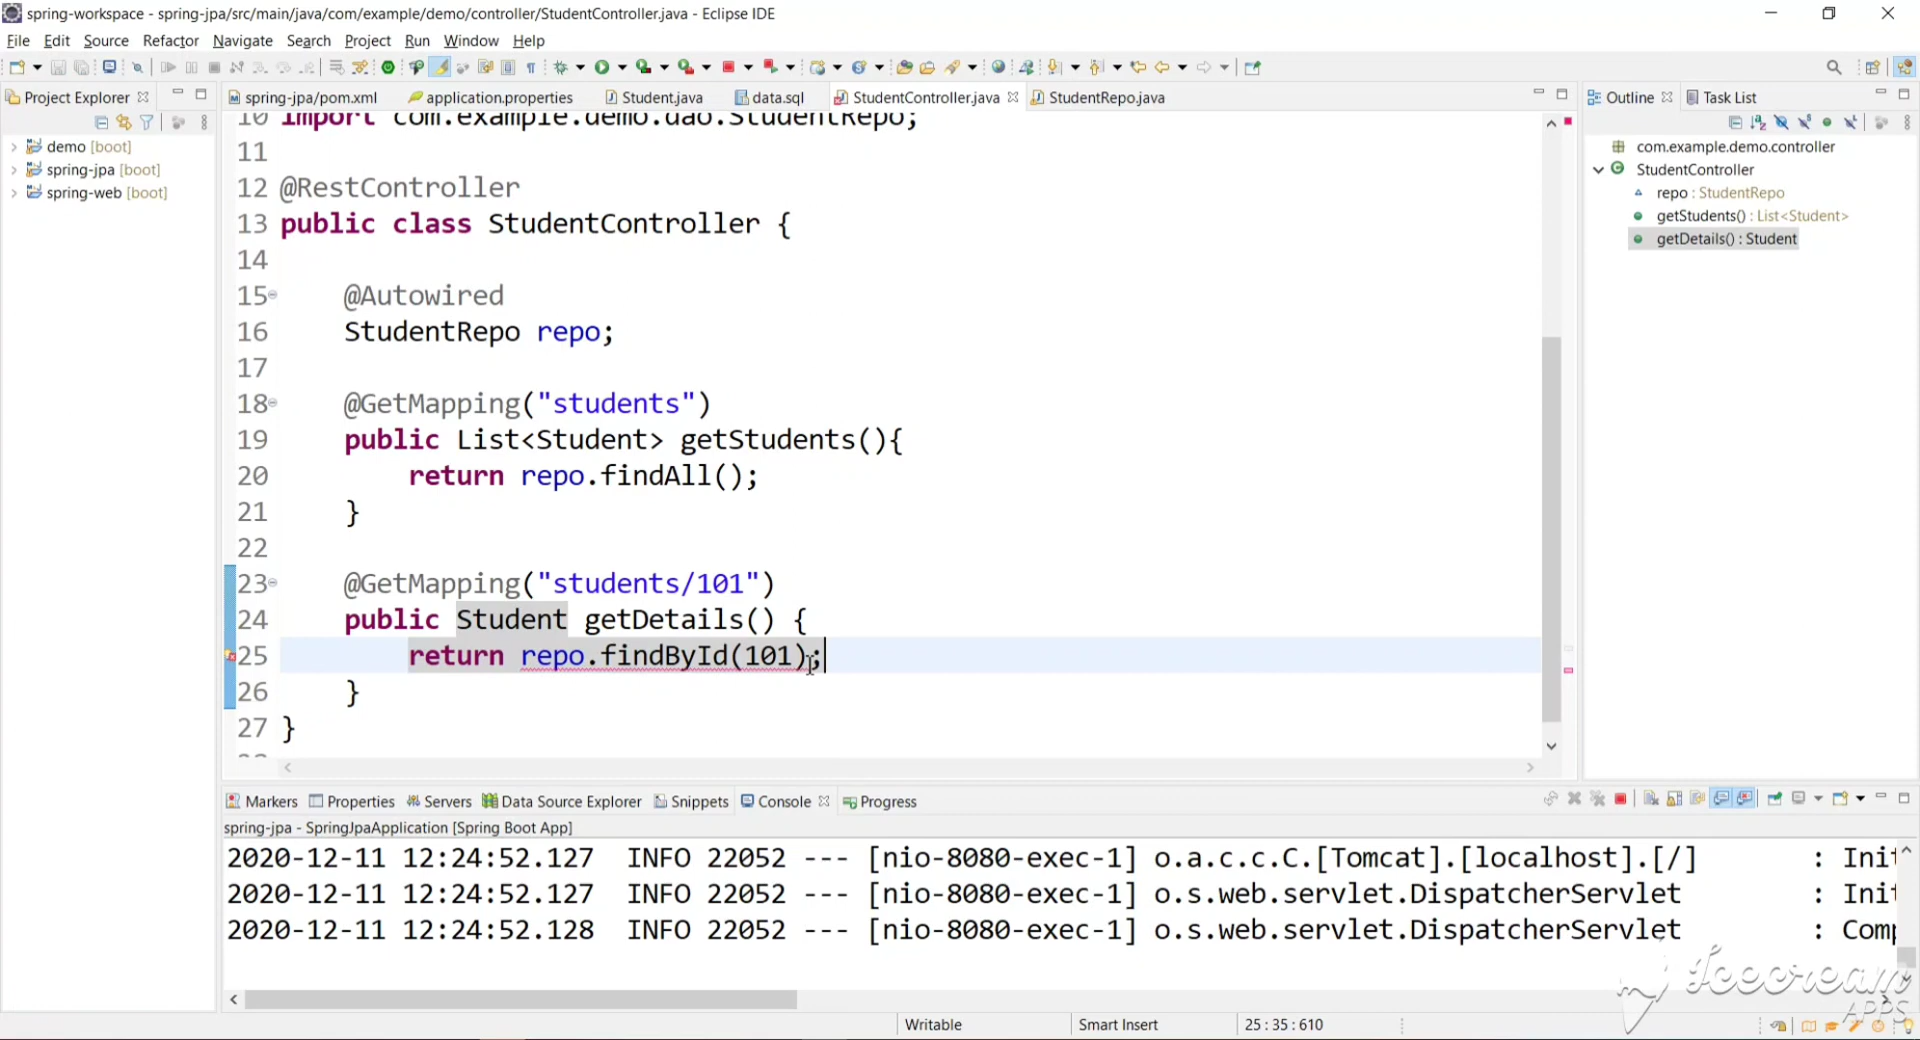 spring-workspace - spring-jpa/src/main/java/com/example/demo/controller/StudentController.java - Eclipse IDE
File Edit Source Refactor Navigate Search Project Run Window Help
Project Explorer
spring-jpa/pom.xml application.properties Student.java data.sql StudentController.java StudentRepo.java
Outline Task List
demo [boot]
spring-jpa [boot]
spring-web [boot]
10 import com.example.demo.dao.StudentRepo;
11
12 @RestController
13 public class StudentController {
14
15 @Autowired
16 StudentRepo repo;
17
18 @GetMapping("students")
19 public List<Student> getStudents(){
20 return repo.findAll();
21 }
22
23 @GetMapping("students/101")
24 public Student getDetails() {
25 return repo.findById(101);
26 }
27 }
com.example.demo.controller
StudentController
repo : StudentRepo
getStudents() : List<Student>
getDetails() : Student
Markers Properties Servers Data Source Explorer Snippets Console Progress
spring-jpa - SpringJpaApplication [Spring Boot App]
2020-12-11 12:24:52.127 INFO 22052 --- [nio-8080-exec-1] o.a.c.c.C.[Tomcat].[localhost].[/] : Init
2020-12-11 12:24:52.127 INFO 22052 --- [nio-8080-exec-1] o.s.web.servlet.DispatcherServlet : Init
2020-12-11 12:24:52.128 INFO 22052 --- [nio-8080-exec-1] o.s.web.servlet.DispatcherServlet : Comp
Icecream
APPS
Writable Smart Insert 25 : 35 : 610